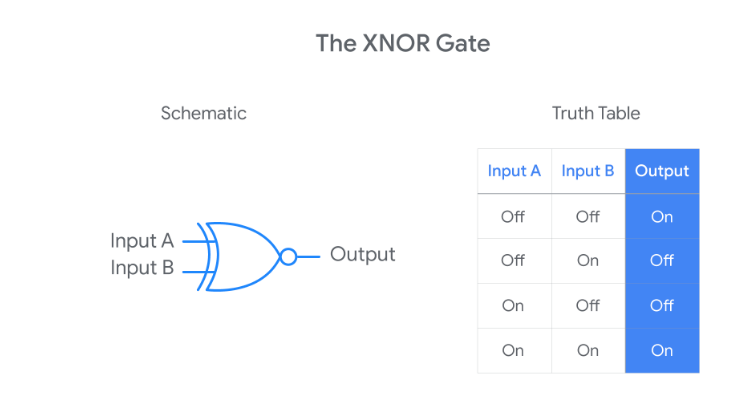 The XNOR Gate
Schematic
Input A
Input B
Output
Truth Table
Input A Input B Output
Off Off On
Off On Off
On Off Off
On On On